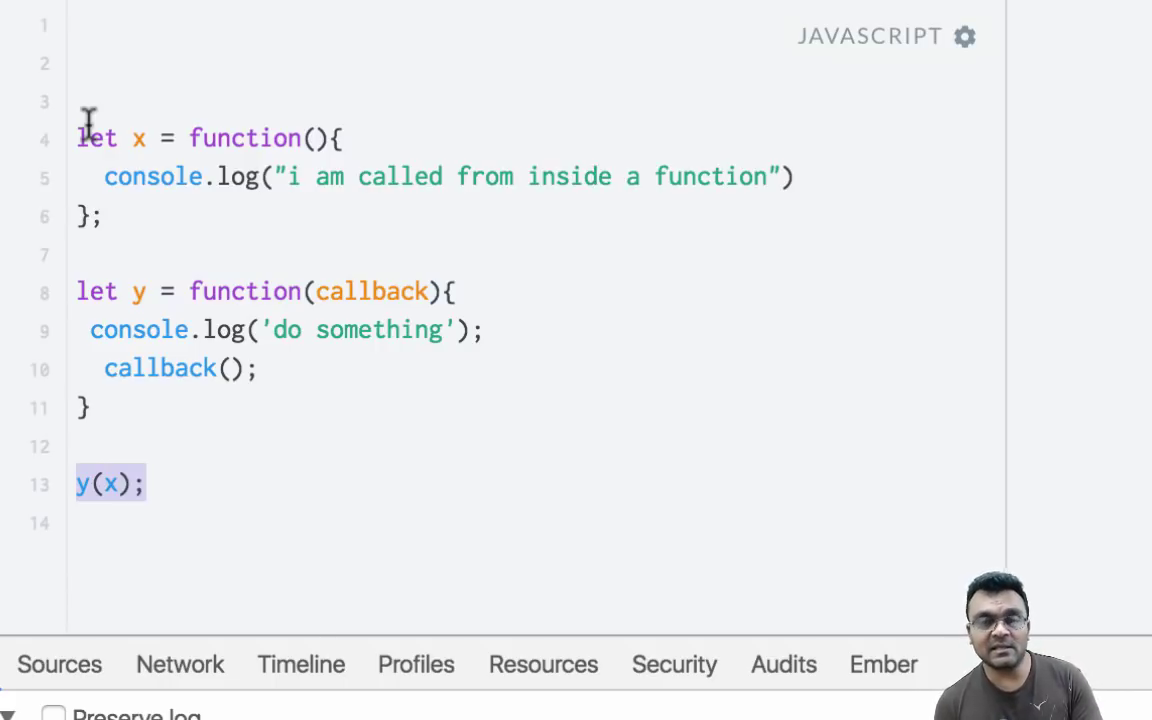 1
JAVASCRIPT
2
3
4 let x = function(){
5 console.log("i am called from inside a function")
6 };
7
8 let y = function(callback){
9 console.log('do something');
10 callback();
11 }
12
13 y(x);
14
Sources Network Timeline Profiles Resources Security Audits Ember
Preserve log